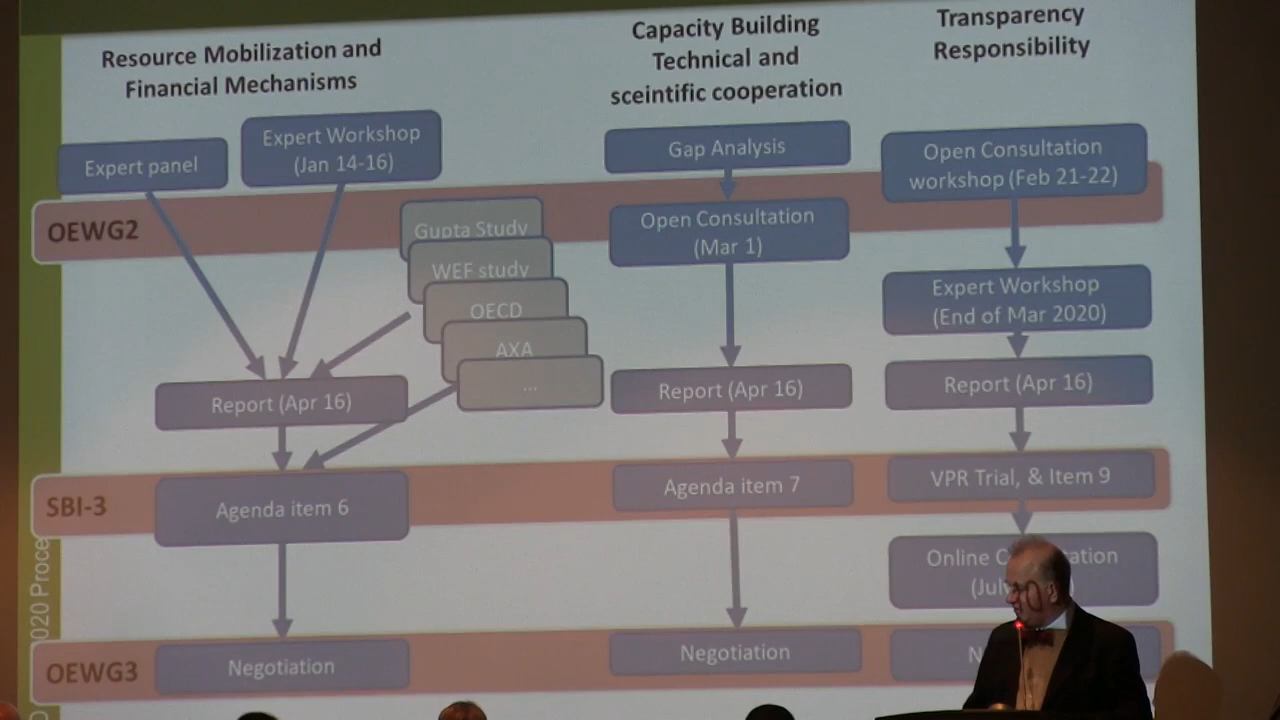 Resource Mobilization and
Financial Mechanisms
Capacity Building
Technical and
sceintific cooperation
Transparency
Responsibility
Expert panel
Expert Workshop
(Jan 14-16)
Gap Analysis
Open Consultation
workshop (Feb 21-22)
OEWG2
Gupta Study
WEF study
OECD
AXA
...
Open Consultation
(Mar 1)
Expert Workshop
(End of Mar 2020)
Report (Apr 16)
Report (Apr 16)
Report (Apr 16)
SBI-3
Agenda item 6
Agenda item 7
VPR Trial, & Item 9
Online
OEWG3
Negotiation
Negotiation
020 Proce